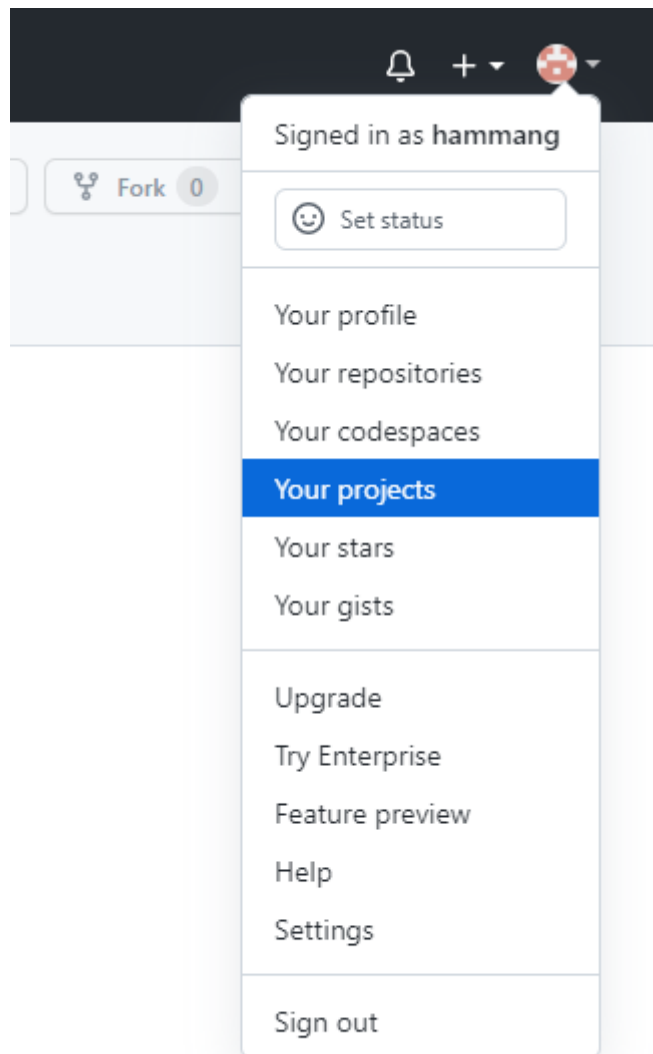 Signed in as hammang
Fork 0
Set status
Your profile
Your repositories
Your codespaces
Your projects
Your stars
Your gists
Upgrade
Try Enterprise
Feature preview
Help
Settings
Sign out